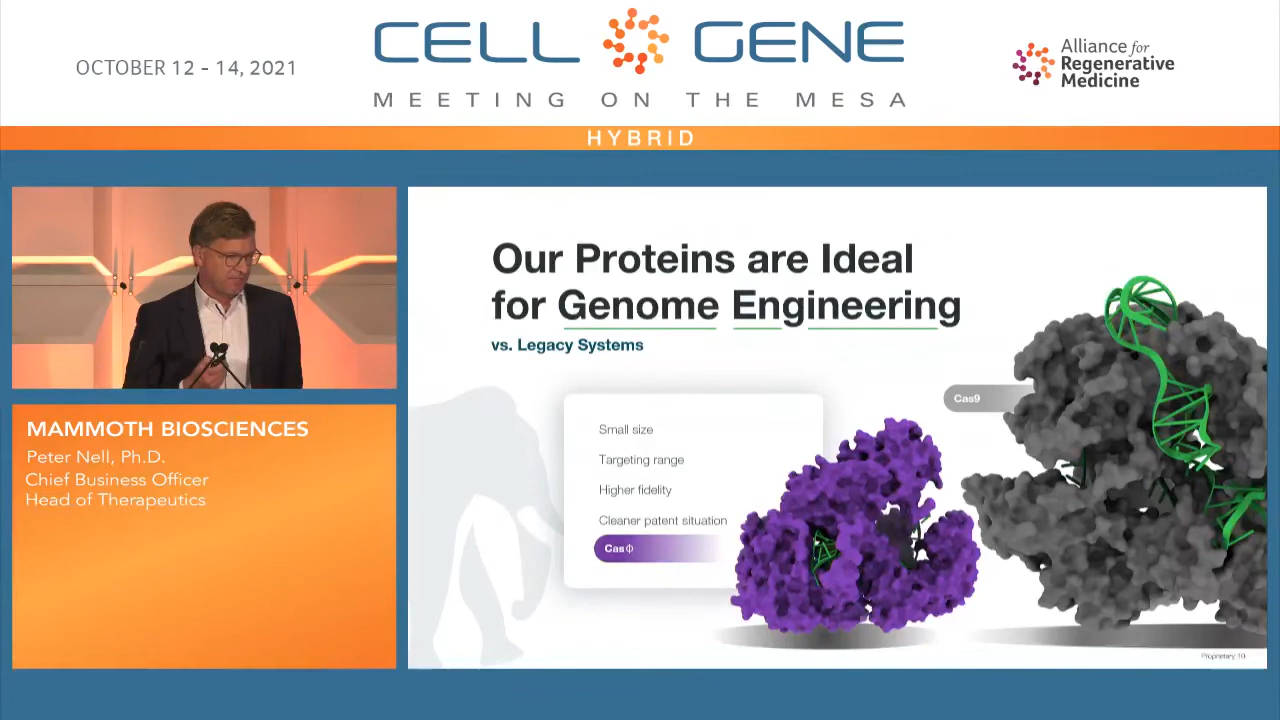 OCTOBER 12 - 14, 2021
CELL GENE
MEETING ON THE MESA
Alliance for
Regenerative
Medicine
HYBRID
MAMMOTH BIOSCIENCES
Peter Nell, Ph.D.
Chief Business Officer
Head of Therapeutics
Our Proteins are Ideal
for Genome Engineering
vs. Legacy Systems
Small size
Targeting range
Higher fidelity
Cleaner patent situation
CasΦ
Cas9
Proprietary 10